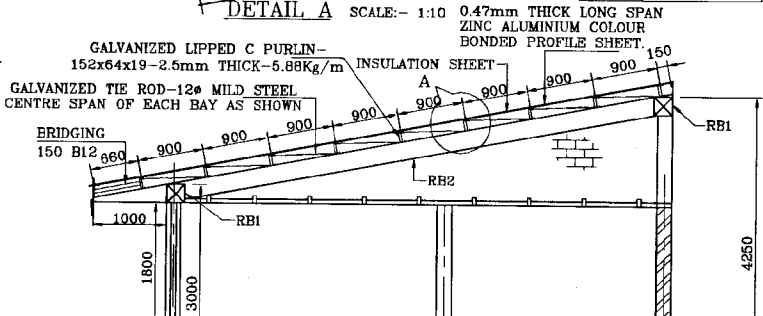 DETAIL A SCALE:- 1:10
0.47mm THICK LONG SPAN
ZINC ALUMINIUM COLOUR
BONDED PROFILE SHEET.
GALVANIZED LIPPED C PURLIN-
152x64x19-2.5mm THICK-5.88Kg/m
INSULATION SHEET
GALVANIZED TIE ROD-12ø MILD STEEL
CENTRE SPAN OF EACH BAY AS SHOWN
BRIDGING
150 B12
660
900
900
900
900
900
900
900
900
150
A
RB1
RB2
RB1
1000
1800
3000
4250